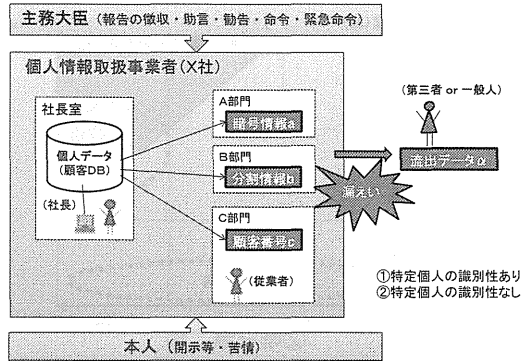 主務大臣（報告の徴収・助言・勧告・命令・緊急命令）
個人情報取扱事業者（X社）
社長室
個人データ
（顧客DB）
（社長）
A部門
暗号情報a
B部門
分割情報b
C部門
顧客番号c
（従業者）
漏えい
（第三者 or 一般人）
流出データα
①特定個人の識別性あり
②特定個人の識別性なし
本人（開示等・苦情）